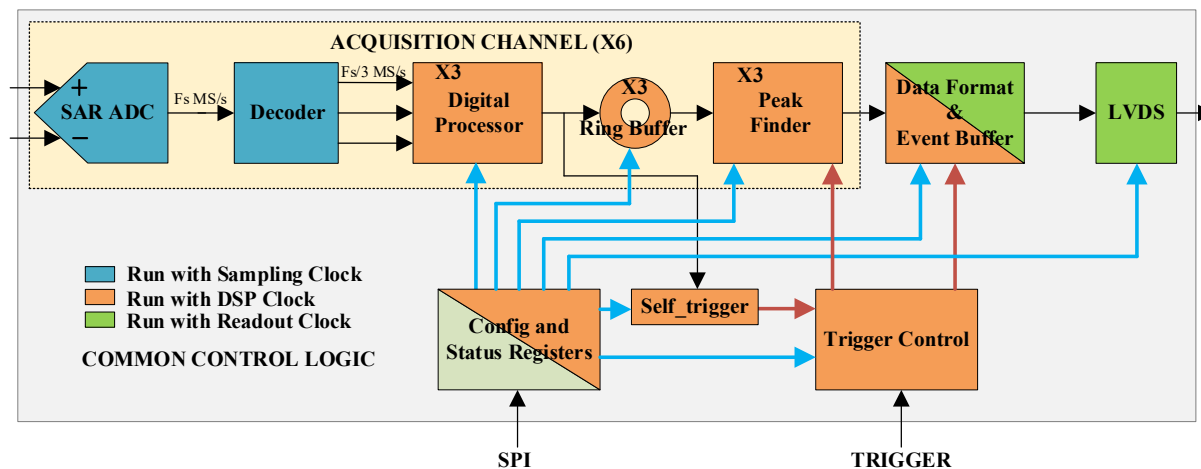 ACQUISITION CHANNEL (X6)
+
−
SAR ADC
Fs MS/s
Decoder
Fs/3 MS/s
X3
Digital
Processor
X3
Ring Buffer
X3
Peak
Finder
Data Format
&
Event Buffer
LVDS
Run with Sampling Clock
Run with DSP Clock
Run with Readout Clock
COMMON CONTROL LOGIC
Config and
Status Registers
Self_trigger
Trigger Control
SPI
TRIGGER